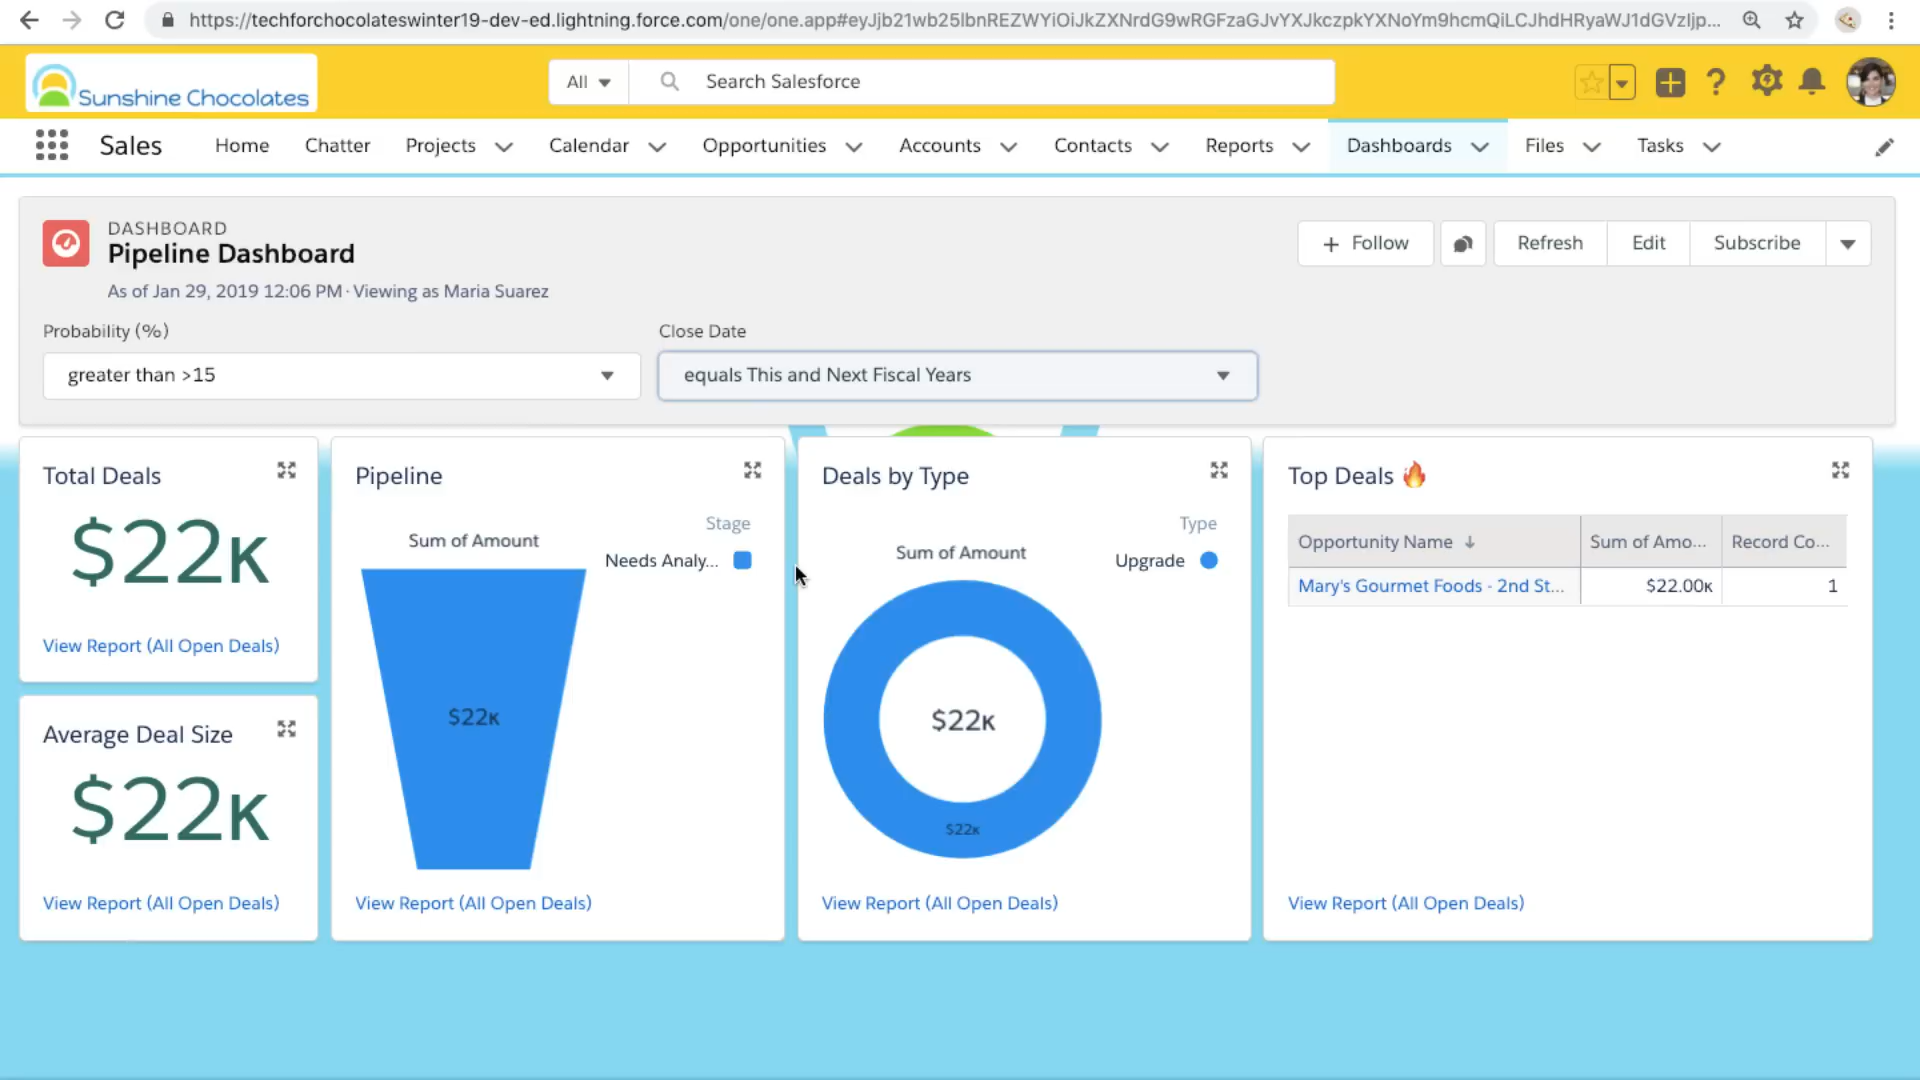 https://techforchocolateswinter19-dev-ed.lightning.force.com/one/one.app#eyJjb21wb25lbnREZWYiOiJkZXNrdG9wRGFzaGJvYXJkczpkYXNoYm9hcmQiLCJhdHRyaWJ1dGVzIjp...
Sunshine Chocolates
All
Search Salesforce
Sales Home Chatter Projects Calendar Opportunities Accounts Contacts Reports Dashboards Files Tasks
DASHBOARD
Pipeline Dashboard
As of Jan 29, 2019 12:06 PM·Viewing as Maria Suarez
+ Follow
Refresh
Edit
Subscribe
Probability (%)
greater than >15
Close Date
equals This and Next Fiscal Years
Total Deals
$22K
View Report (All Open Deals)
Average Deal Size
$22K
View Report (All Open Deals)
Pipeline
Stage
Needs Analy...
Sum of Amount
$22K
View Report (All Open Deals)
Deals by Type
Type
Upgrade
Sum of Amount
$22K
$22K
View Report (All Open Deals)
Top Deals 🔥
Opportunity Name ↓ Sum of Amo... Record Co...
Mary's Gourmet Foods - 2nd St... $22.00K 1
View Report (All Open Deals)